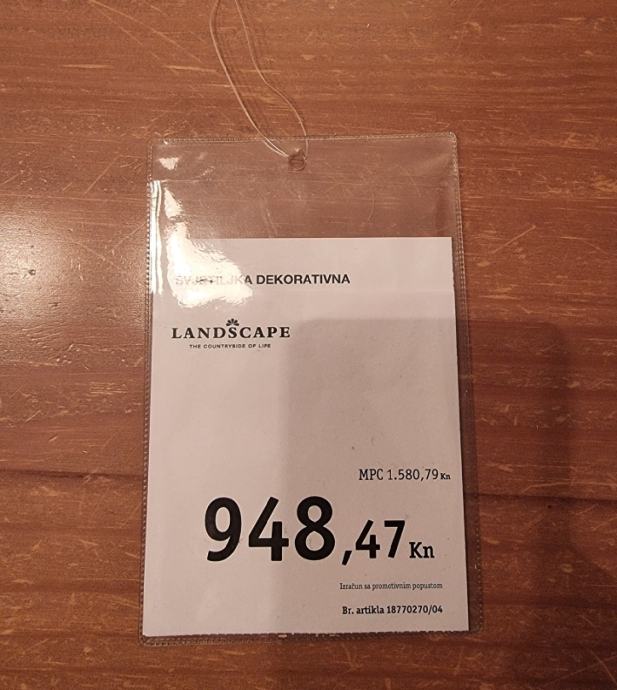 SVJETILJKA DEKORATIVNA
LANDSCAPE
THE COUNTRYSIDE OF LIFE
MPC 1.580,79 Kn
948,47 Kn
Izračun sa promotivnim popustom
Br. artikla 18770270/04